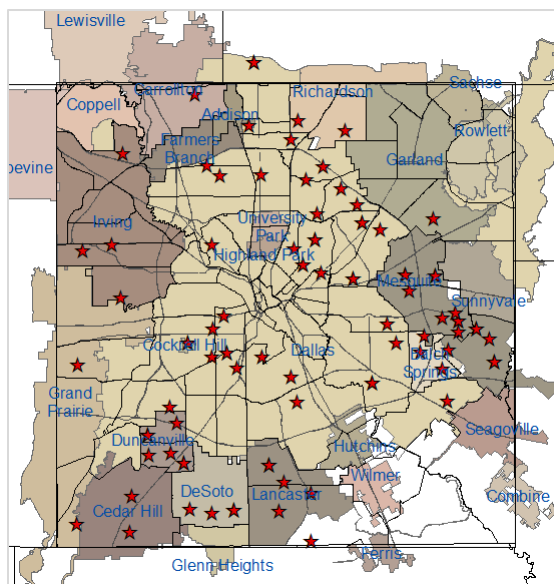 Lewisville
Carrollton
Coppell
Addison
Richardson
Sachse
Rowlett
Farmers
Branch
Garland
pevine
Irving
University
Park
Highland Park
Mesquite
Sunnyvale
Cockrell Hill
Dallas
Balch
Springs
Grand
Prairie
Seagoville
Duncanville
Hutchins
DeSoto
Lancaster
Wilmer
Combine
Cedar Hill
Ferris
Glenn Heights